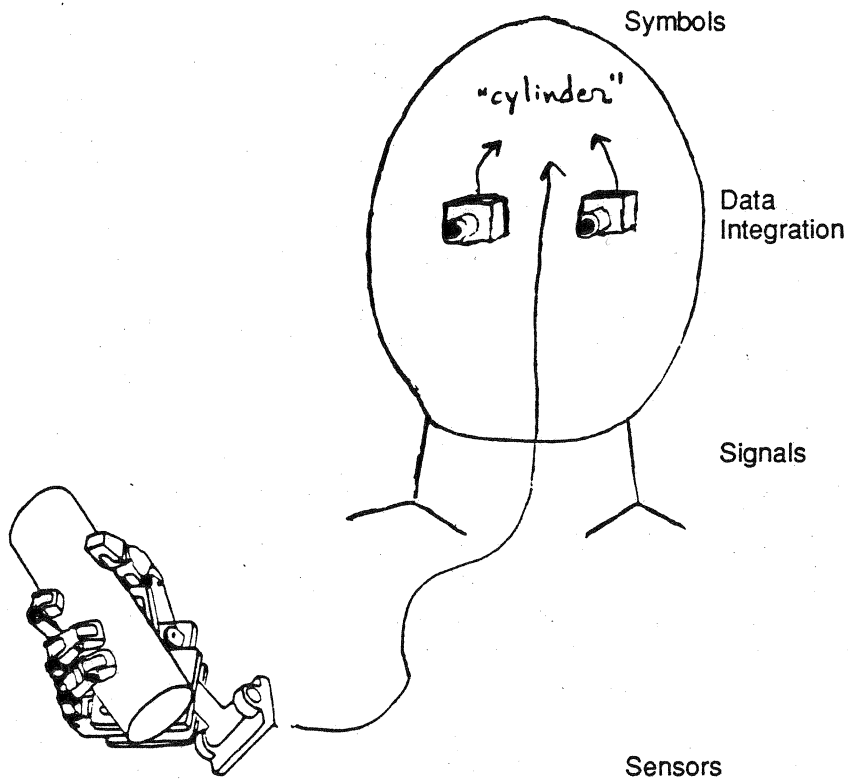 Symbols
"cylinder"
Data
Integration
Signals
Sensors